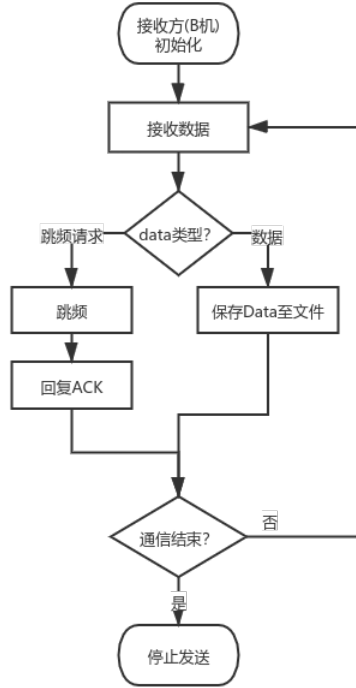 接收方(B机)
初始化
接收数据
data类型?
跳频请求
数据
跳频
保存Data至文件
回复ACK
通信结束?
否
是
停止发送